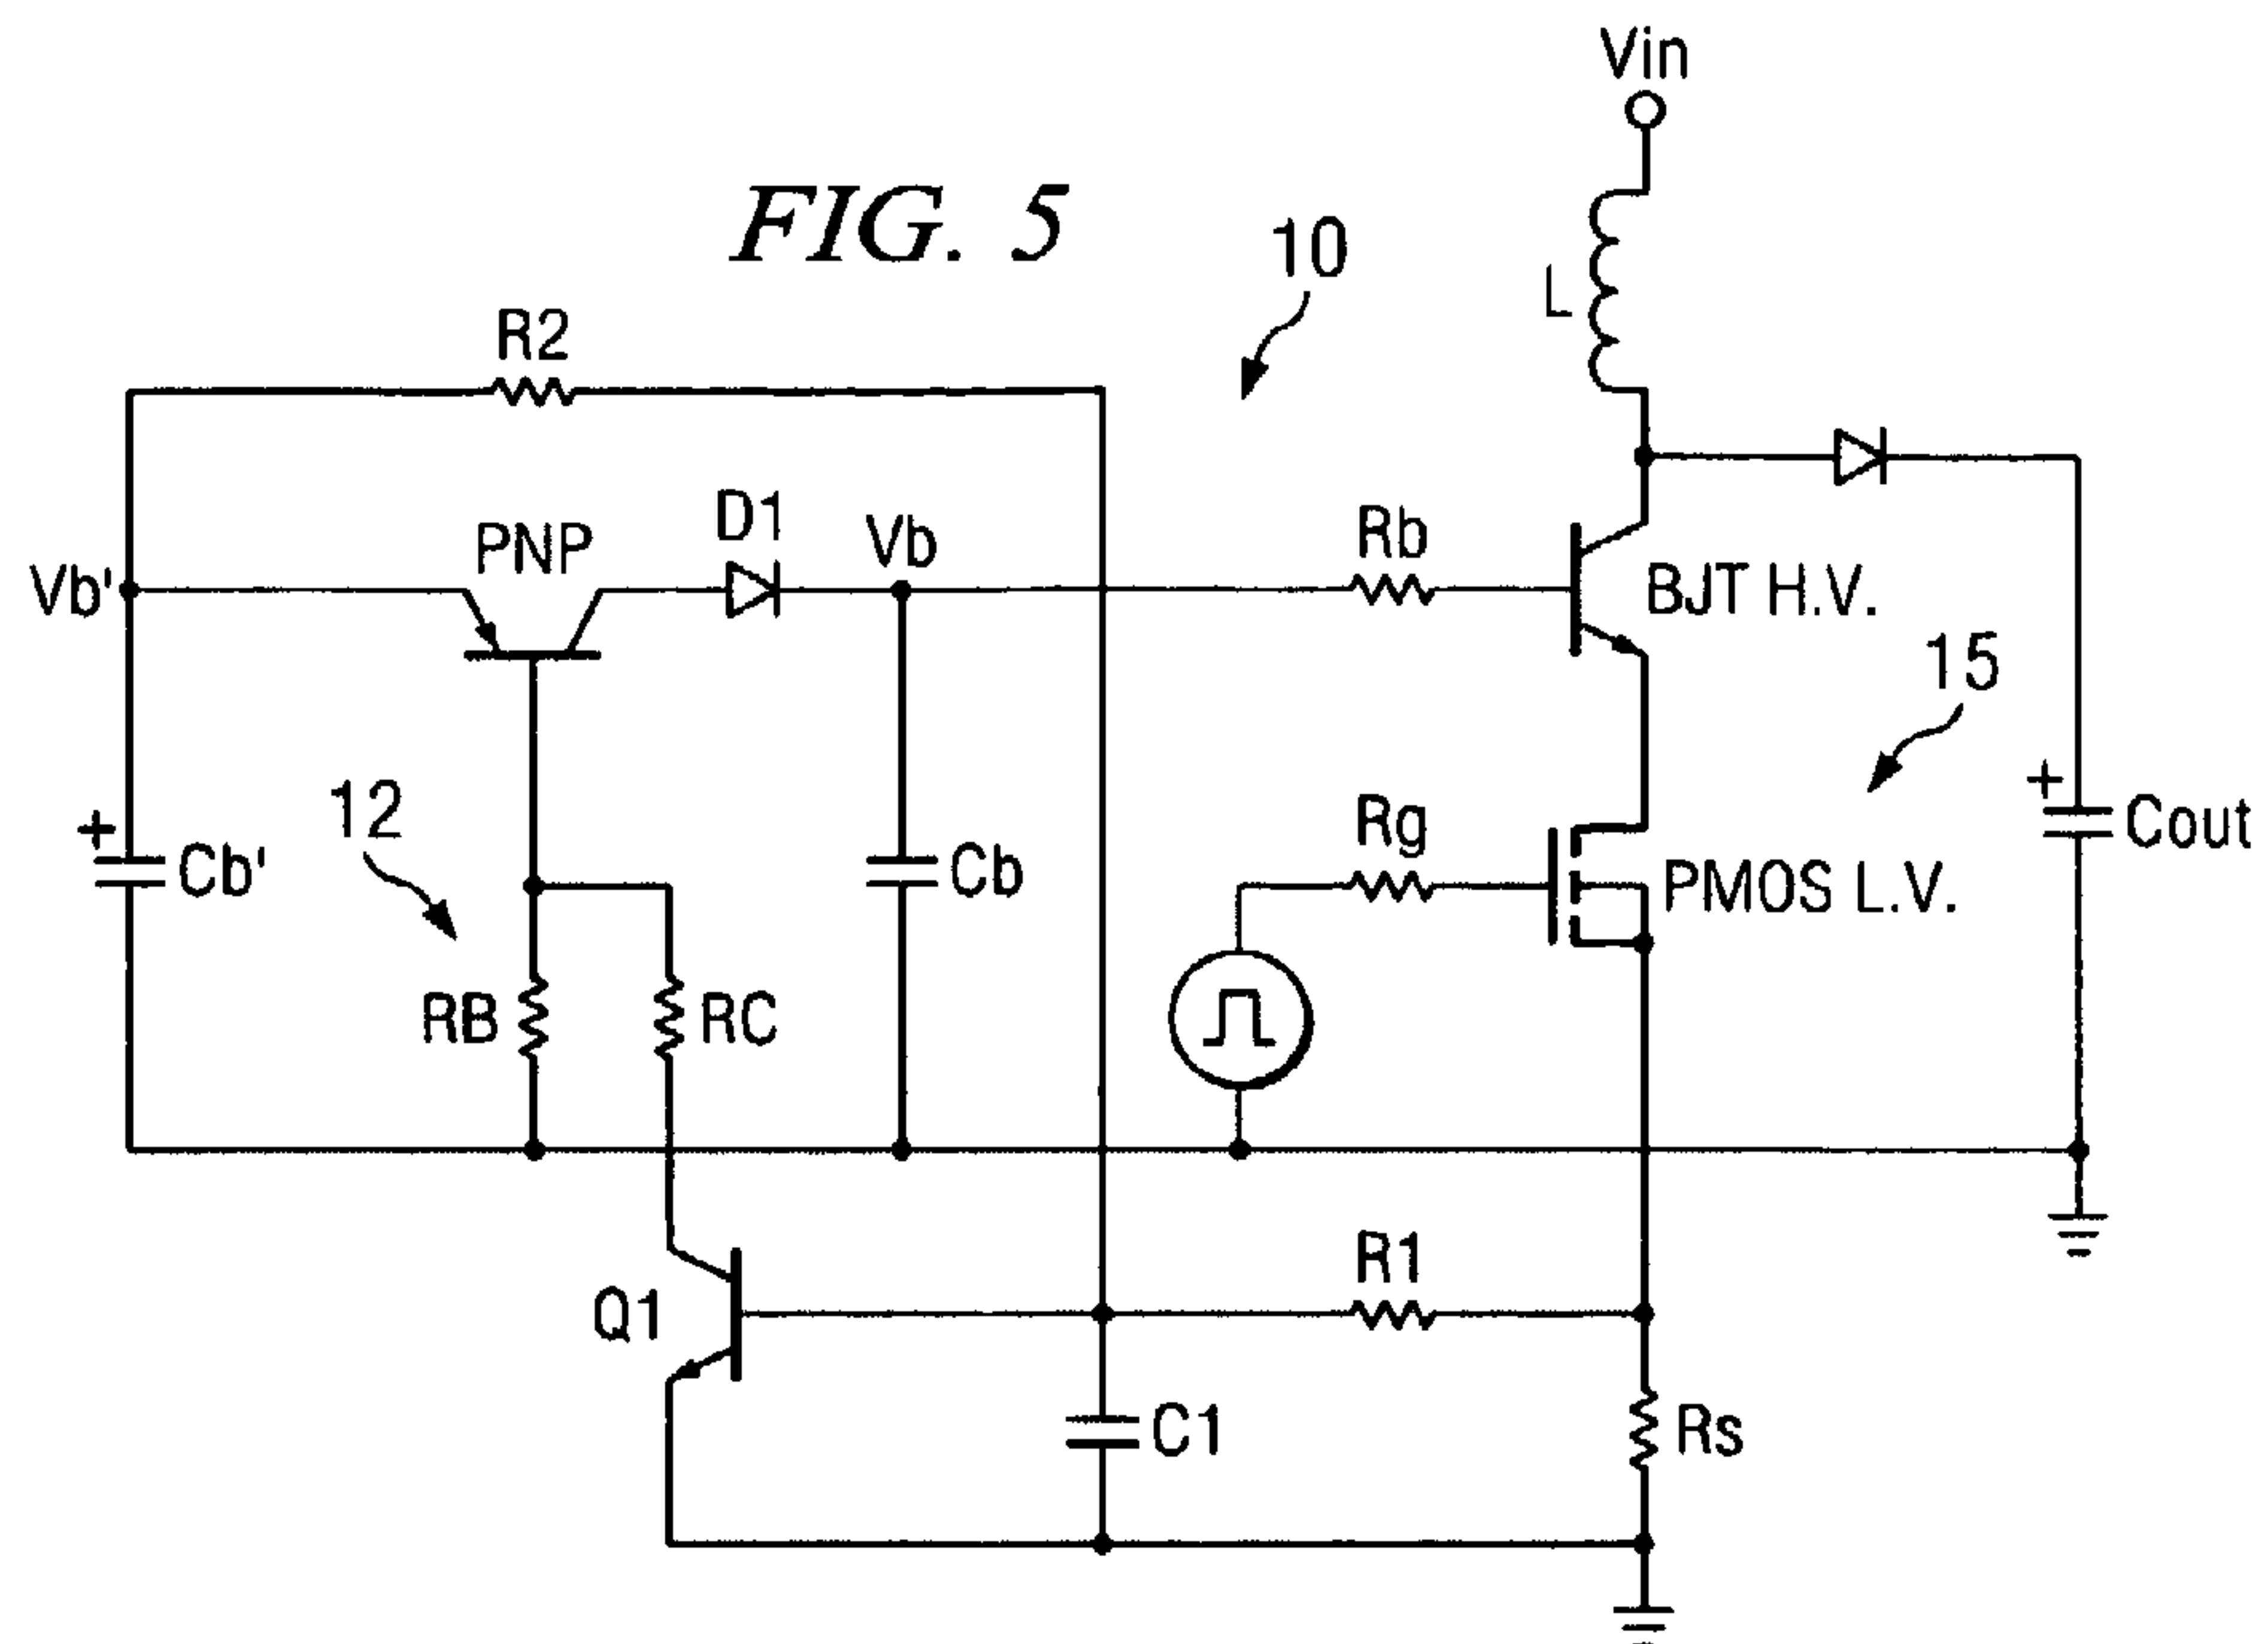 Vin
FIG. 5
10
L
R2
D1
PNP
Vb
Vb'
Rb
BJT H.V.
15
12
+
Cb'
Cb
Rg
PMOS L.V.
+
Cout
RB
RC
R1
Q1
C1
Rs